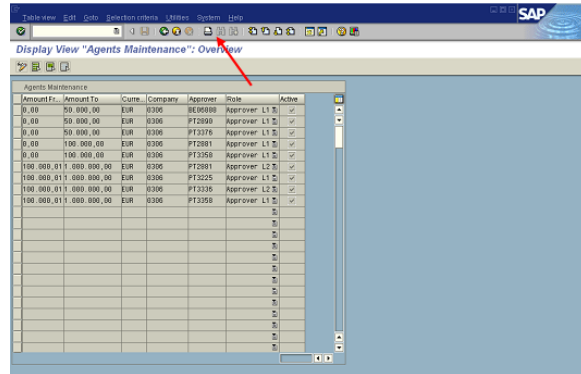 Table view Edit Goto Selection criteria Utilities System Help
SAP
Display View "Agents Maintenance": Overview
Agents Maintenance
Amount Fr... Amount To Curre... Company Approver Role Active
0,00 50.000,00 EUR 0306 BE06088 Approver L1
0,00 50.000,00 EUR 0306 PT2890 Approver L1
0,00 50.000,00 EUR 0306 PT3376 Approver L1
0,00 100.000,00 EUR 0306 PT2881 Approver L1
0,00 100.000,00 EUR 0306 PT3358 Approver L1
100.000,01 1.000.000,00 EUR 0306 PT2881 Approver L2
100.000,01 1.000.000,00 EUR 0306 PT3225 Approver L1
100.000,01 1.000.000,00 EUR 0306 PT3336 Approver L2
100.000,01 1.000.000,00 EUR 0306 PT3358 Approver L1